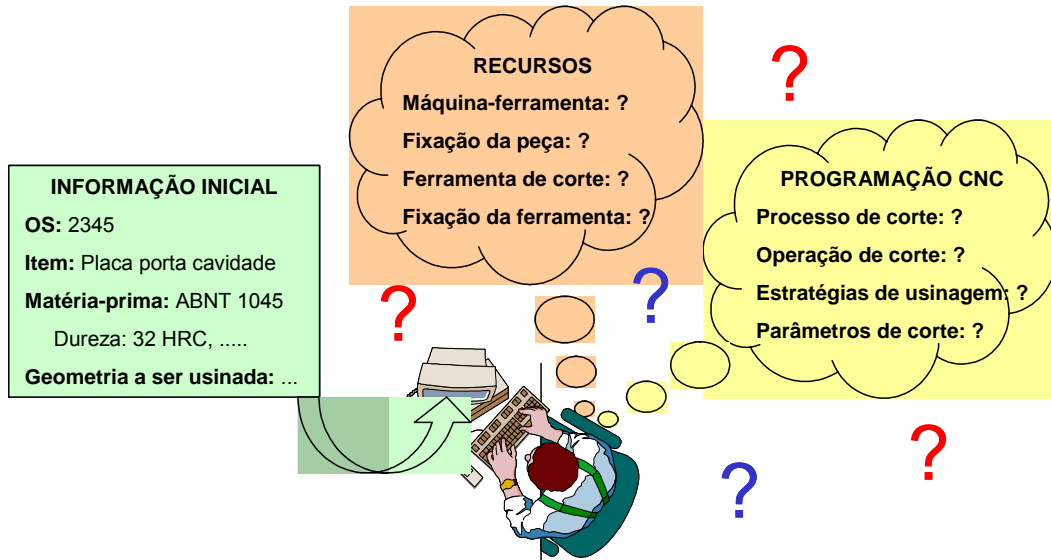 INFORMAÇÃO INICIAL
OS: 2345
Item: Placa porta cavidade
Matéria-prima: ABNT 1045
Dureza: 32 HRC, .....
Geometria a ser usinada: ...
RECURSOS
Máquina-ferramenta: ?
Fixação da peça: ?
Ferramenta de corte: ?
Fixação da ferramenta: ?
PROGRAMAÇÃO CNC
Processo de corte: ?
Operação de corte: ?
Estratégias de usinagem: ?
Parâmetros de corte: ?
?
?
?
?
?